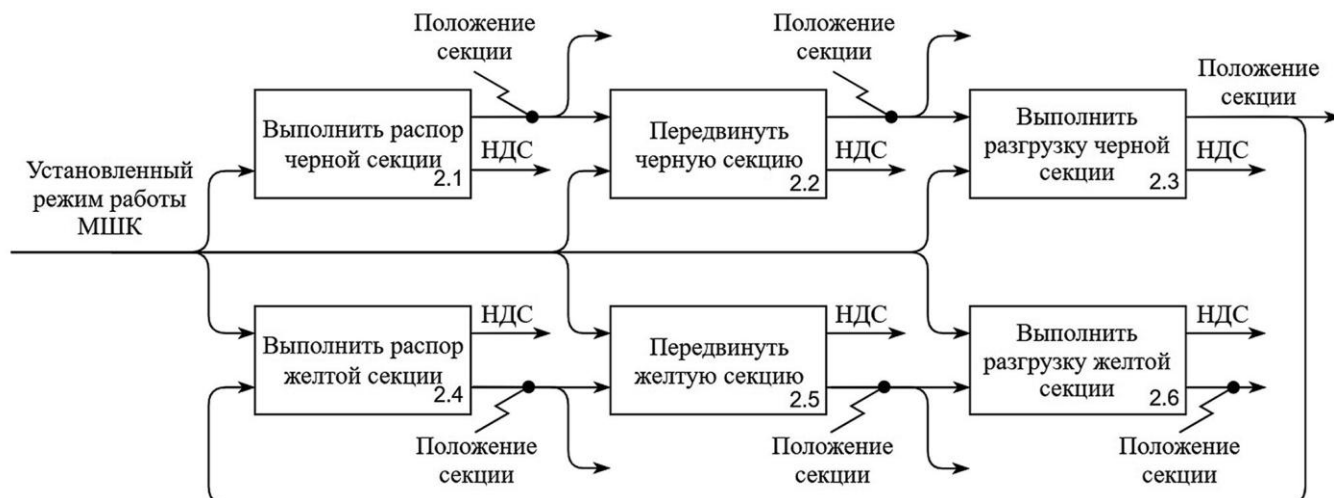 Положение
секции
Положение
секции
Положение
секции
Выполнить распор
черной секции
2.1
НДС
Передвинуть
черную секцию
2.2
НДС
Выполнить
разгрузку черной
секции
2.3
НДС
Установленный
режим работы
МШК
Выполнить распор
желтой секции
2.4
НДС
Передвинуть
желтую секцию
2.5
НДС
Выполнить
разгрузку желтой
секции
2.6
НДС
Положение
секции
Положение
секции
Положение
секции